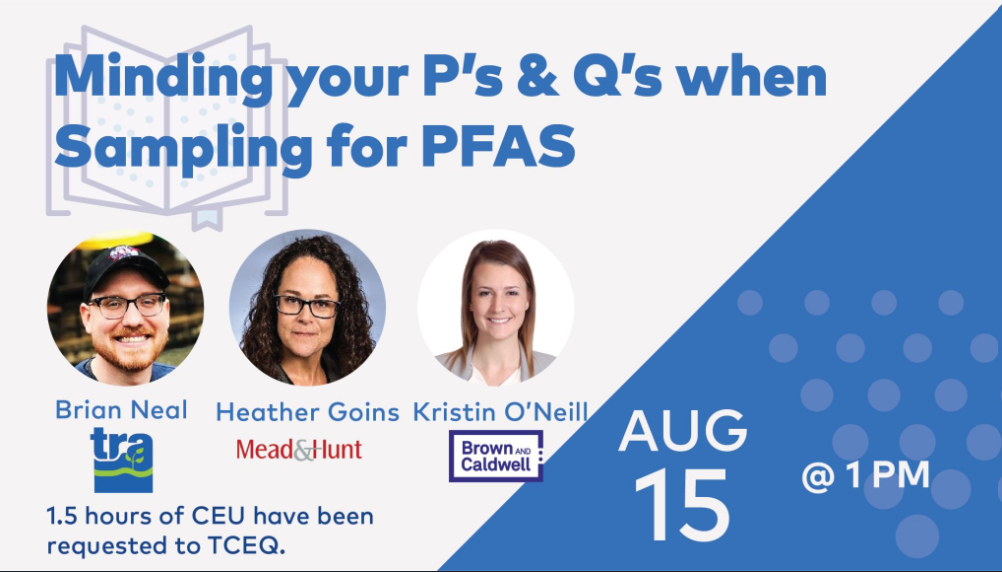 Minding your P's & Q's when
Sampling for PFAS
Brian Neal
Heather Goins
Kristin O'Neill
tra
Mead&Hunt
Brown AND
Caldwell
1.5 hours of CEU have been
requested to TCEQ.
AUG
15
@ 1 PM